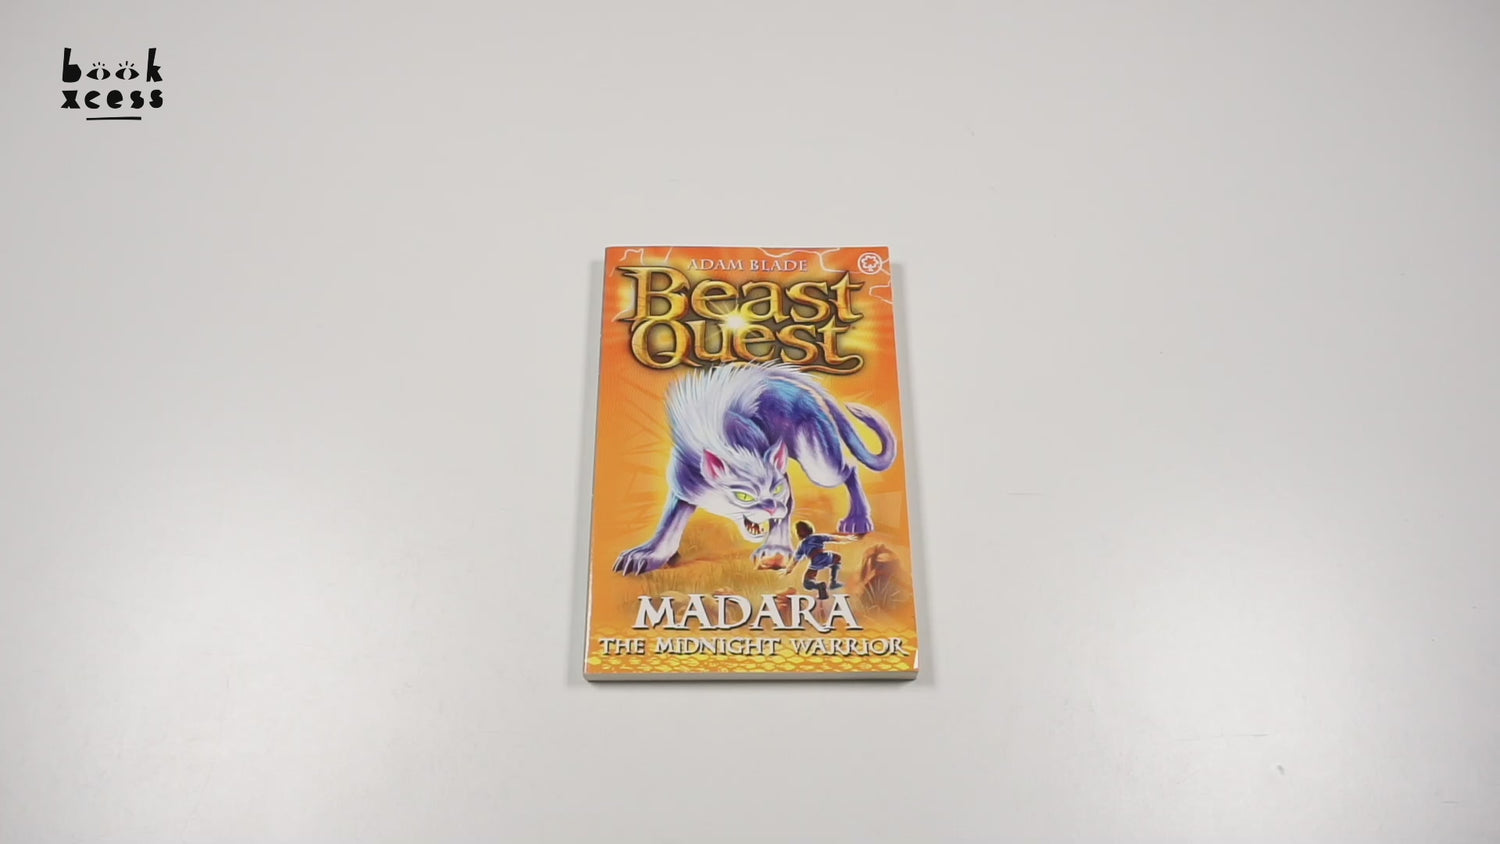 book
xcess
ADAM BLADE
Beast
Quest
MADARA
THE MIDNIGHT WARRIOR